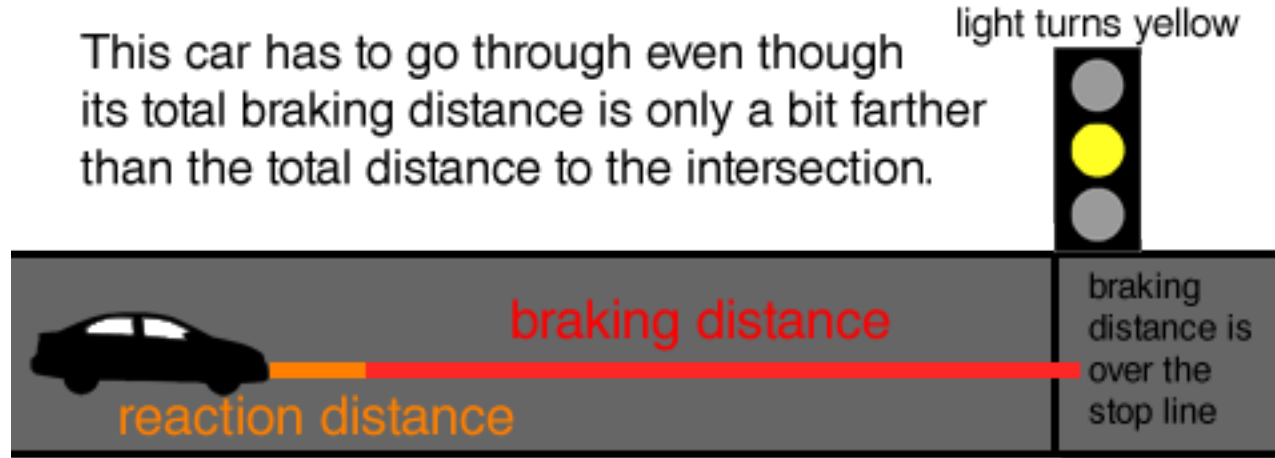 light turns yellow
This car has to go through even though
its total braking distance is only a bit farther
than the total distance to the intersection.
braking distance
reaction distance
braking
distance is
over the
stop line